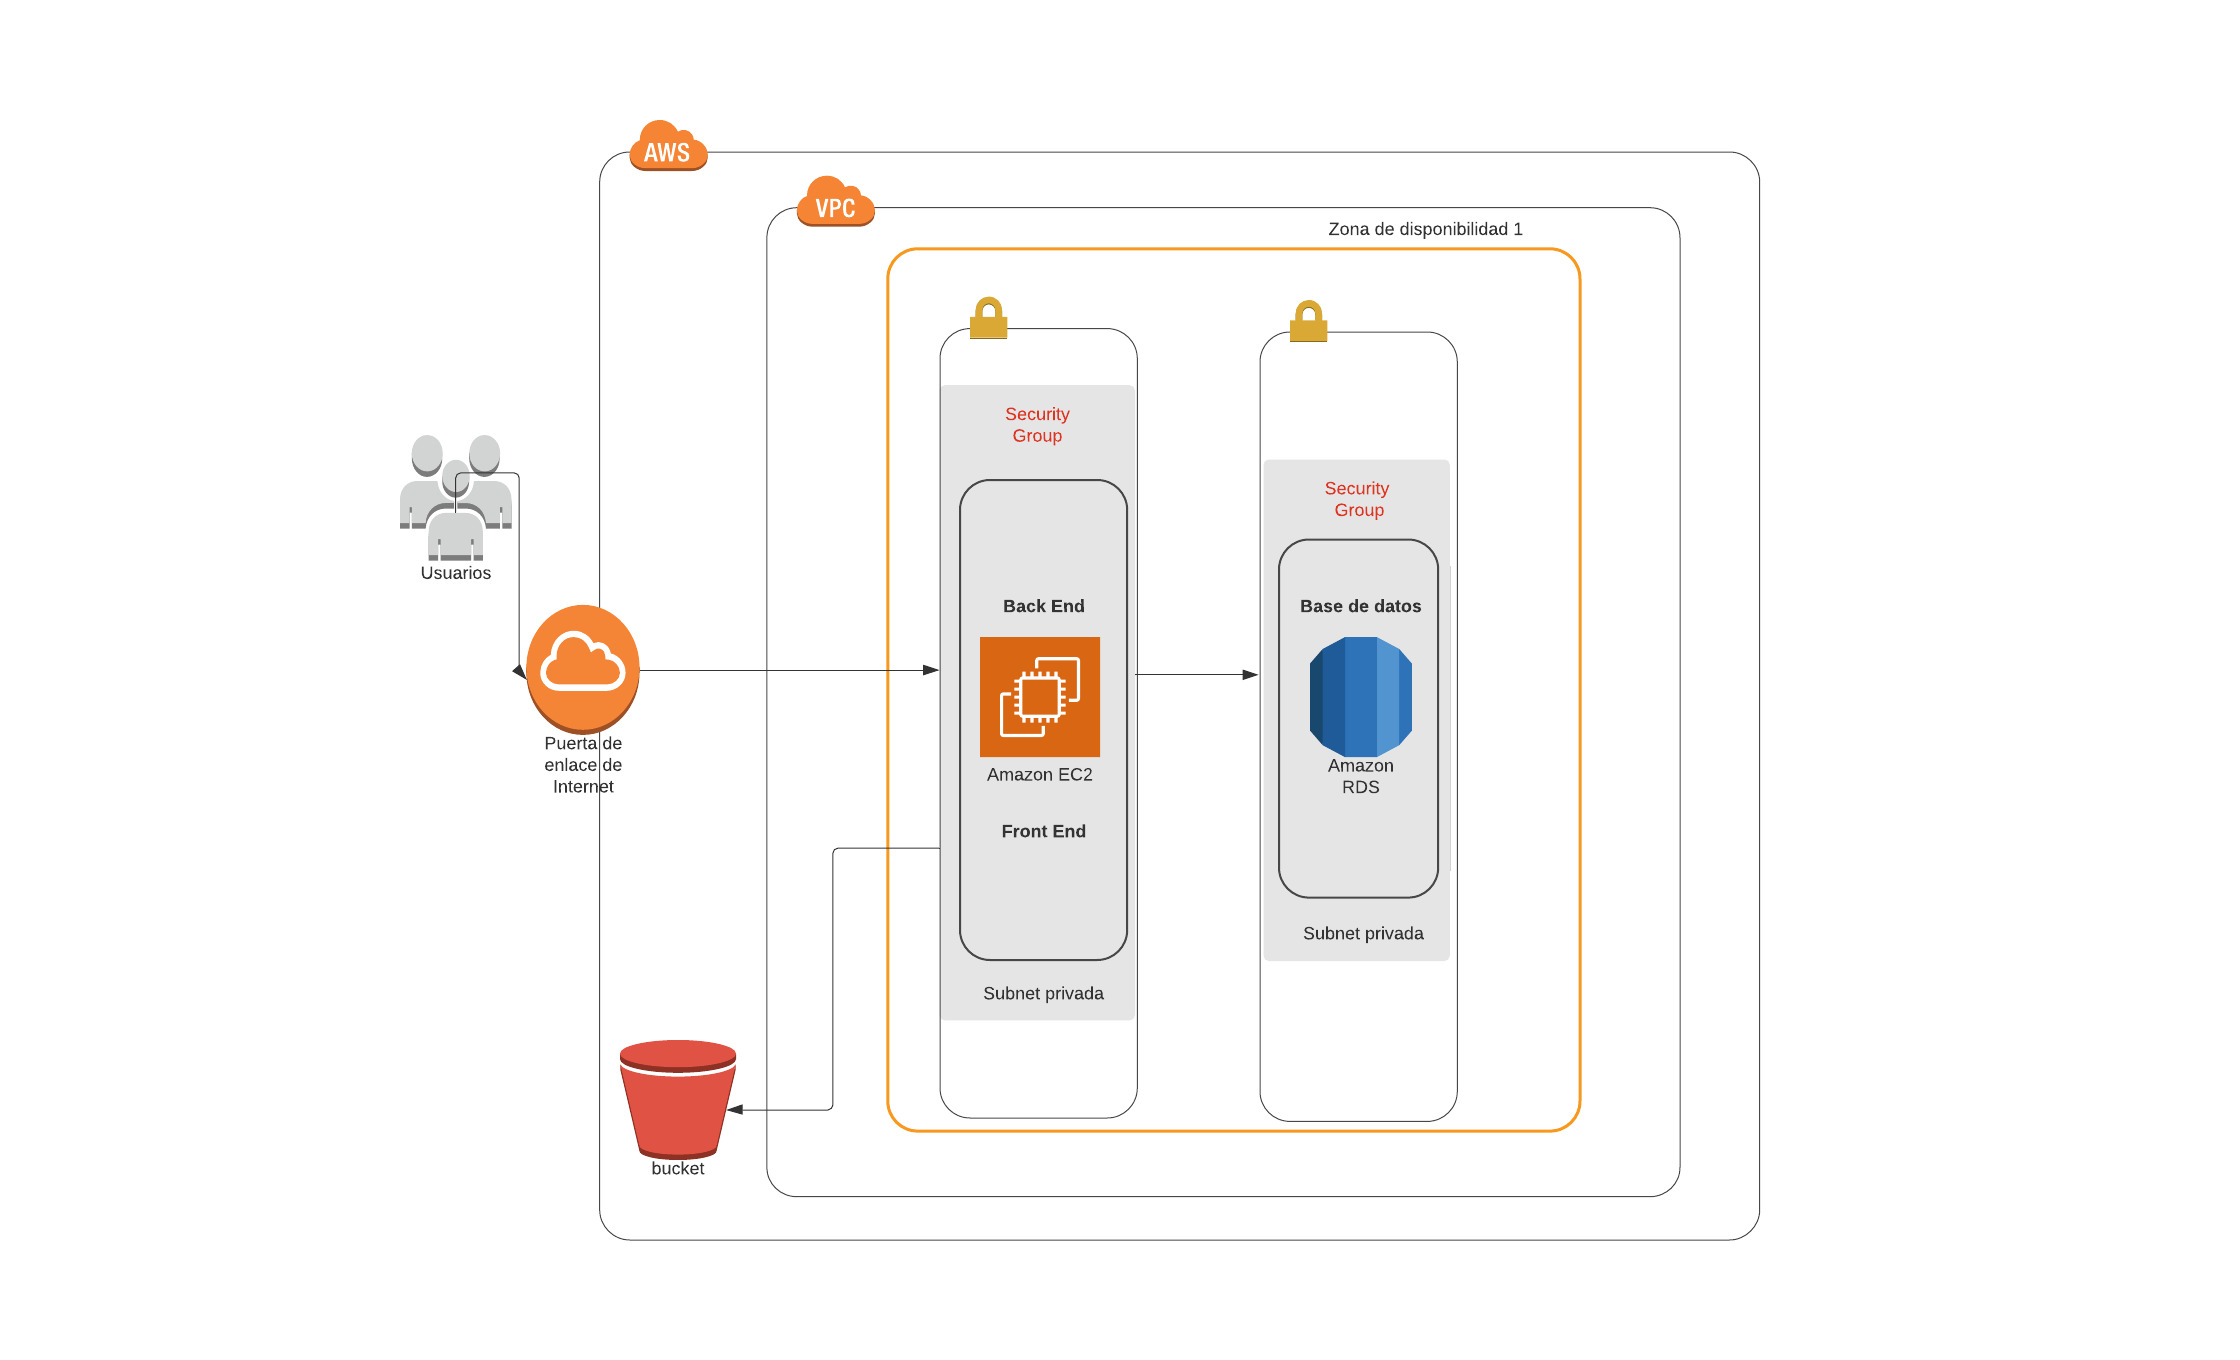 AWS
VPC
Zona de disponibilidad 1
Security
Group
Security
Group
Usuarios
Back End
Base de datos
Puerta de
enlace de
Internet
Amazon EC2
Amazon
RDS
Front End
Subnet privada
Subnet privada
bucket